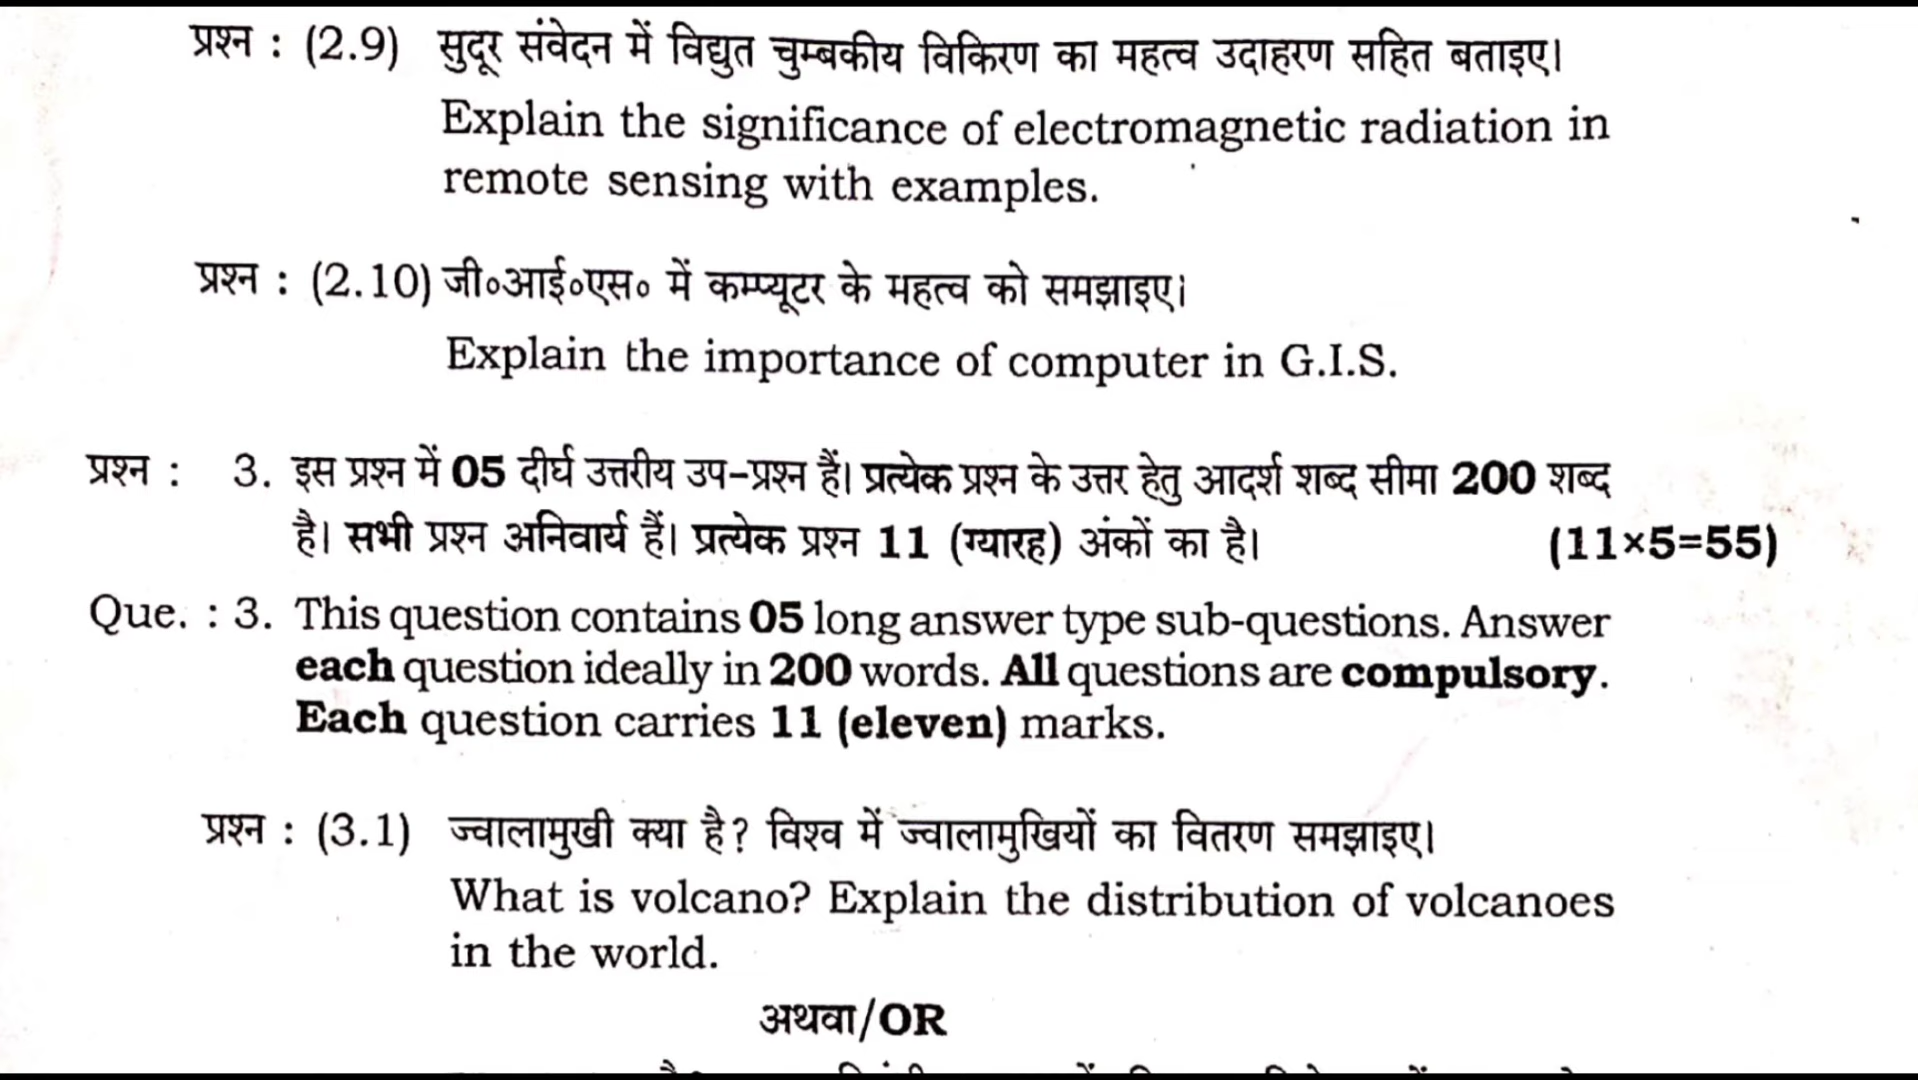 प्रश्न : (2.9) सुदूर संवेदन में विद्युत चुम्बकीय विकिरण का महत्व उदाहरण सहित बताइए।
Explain the significance of electromagnetic radiation in
remote sensing with examples.
प्रश्न : (2.10) जी०आई०एस० में कम्प्यूटर के महत्व को समझाइए।
Explain the importance of computer in G.I.S.
प्रश्न : 3. इस प्रश्न में 05 दीर्घ उत्तरीय उप-प्रश्न हैं। प्रत्येक प्रश्न के उत्तर हेतु आदर्श शब्द सीमा 200 शब्द
है। सभी प्रश्न अनिवार्य हैं। प्रत्येक प्रश्न 11 (ग्यारह) अंकों का है। (11×5=55)
Que. : 3. This question contains 05 long answer type sub-questions. Answer
each question ideally in 200 words. All questions are compulsory.
Each question carries 11 (eleven) marks.
प्रश्न : (3.1) ज्वालामुखी क्या है? विश्व में ज्वालामुखियों का वितरण समझाइए।
What is volcano? Explain the distribution of volcanoes
in the world.
अथवा/OR